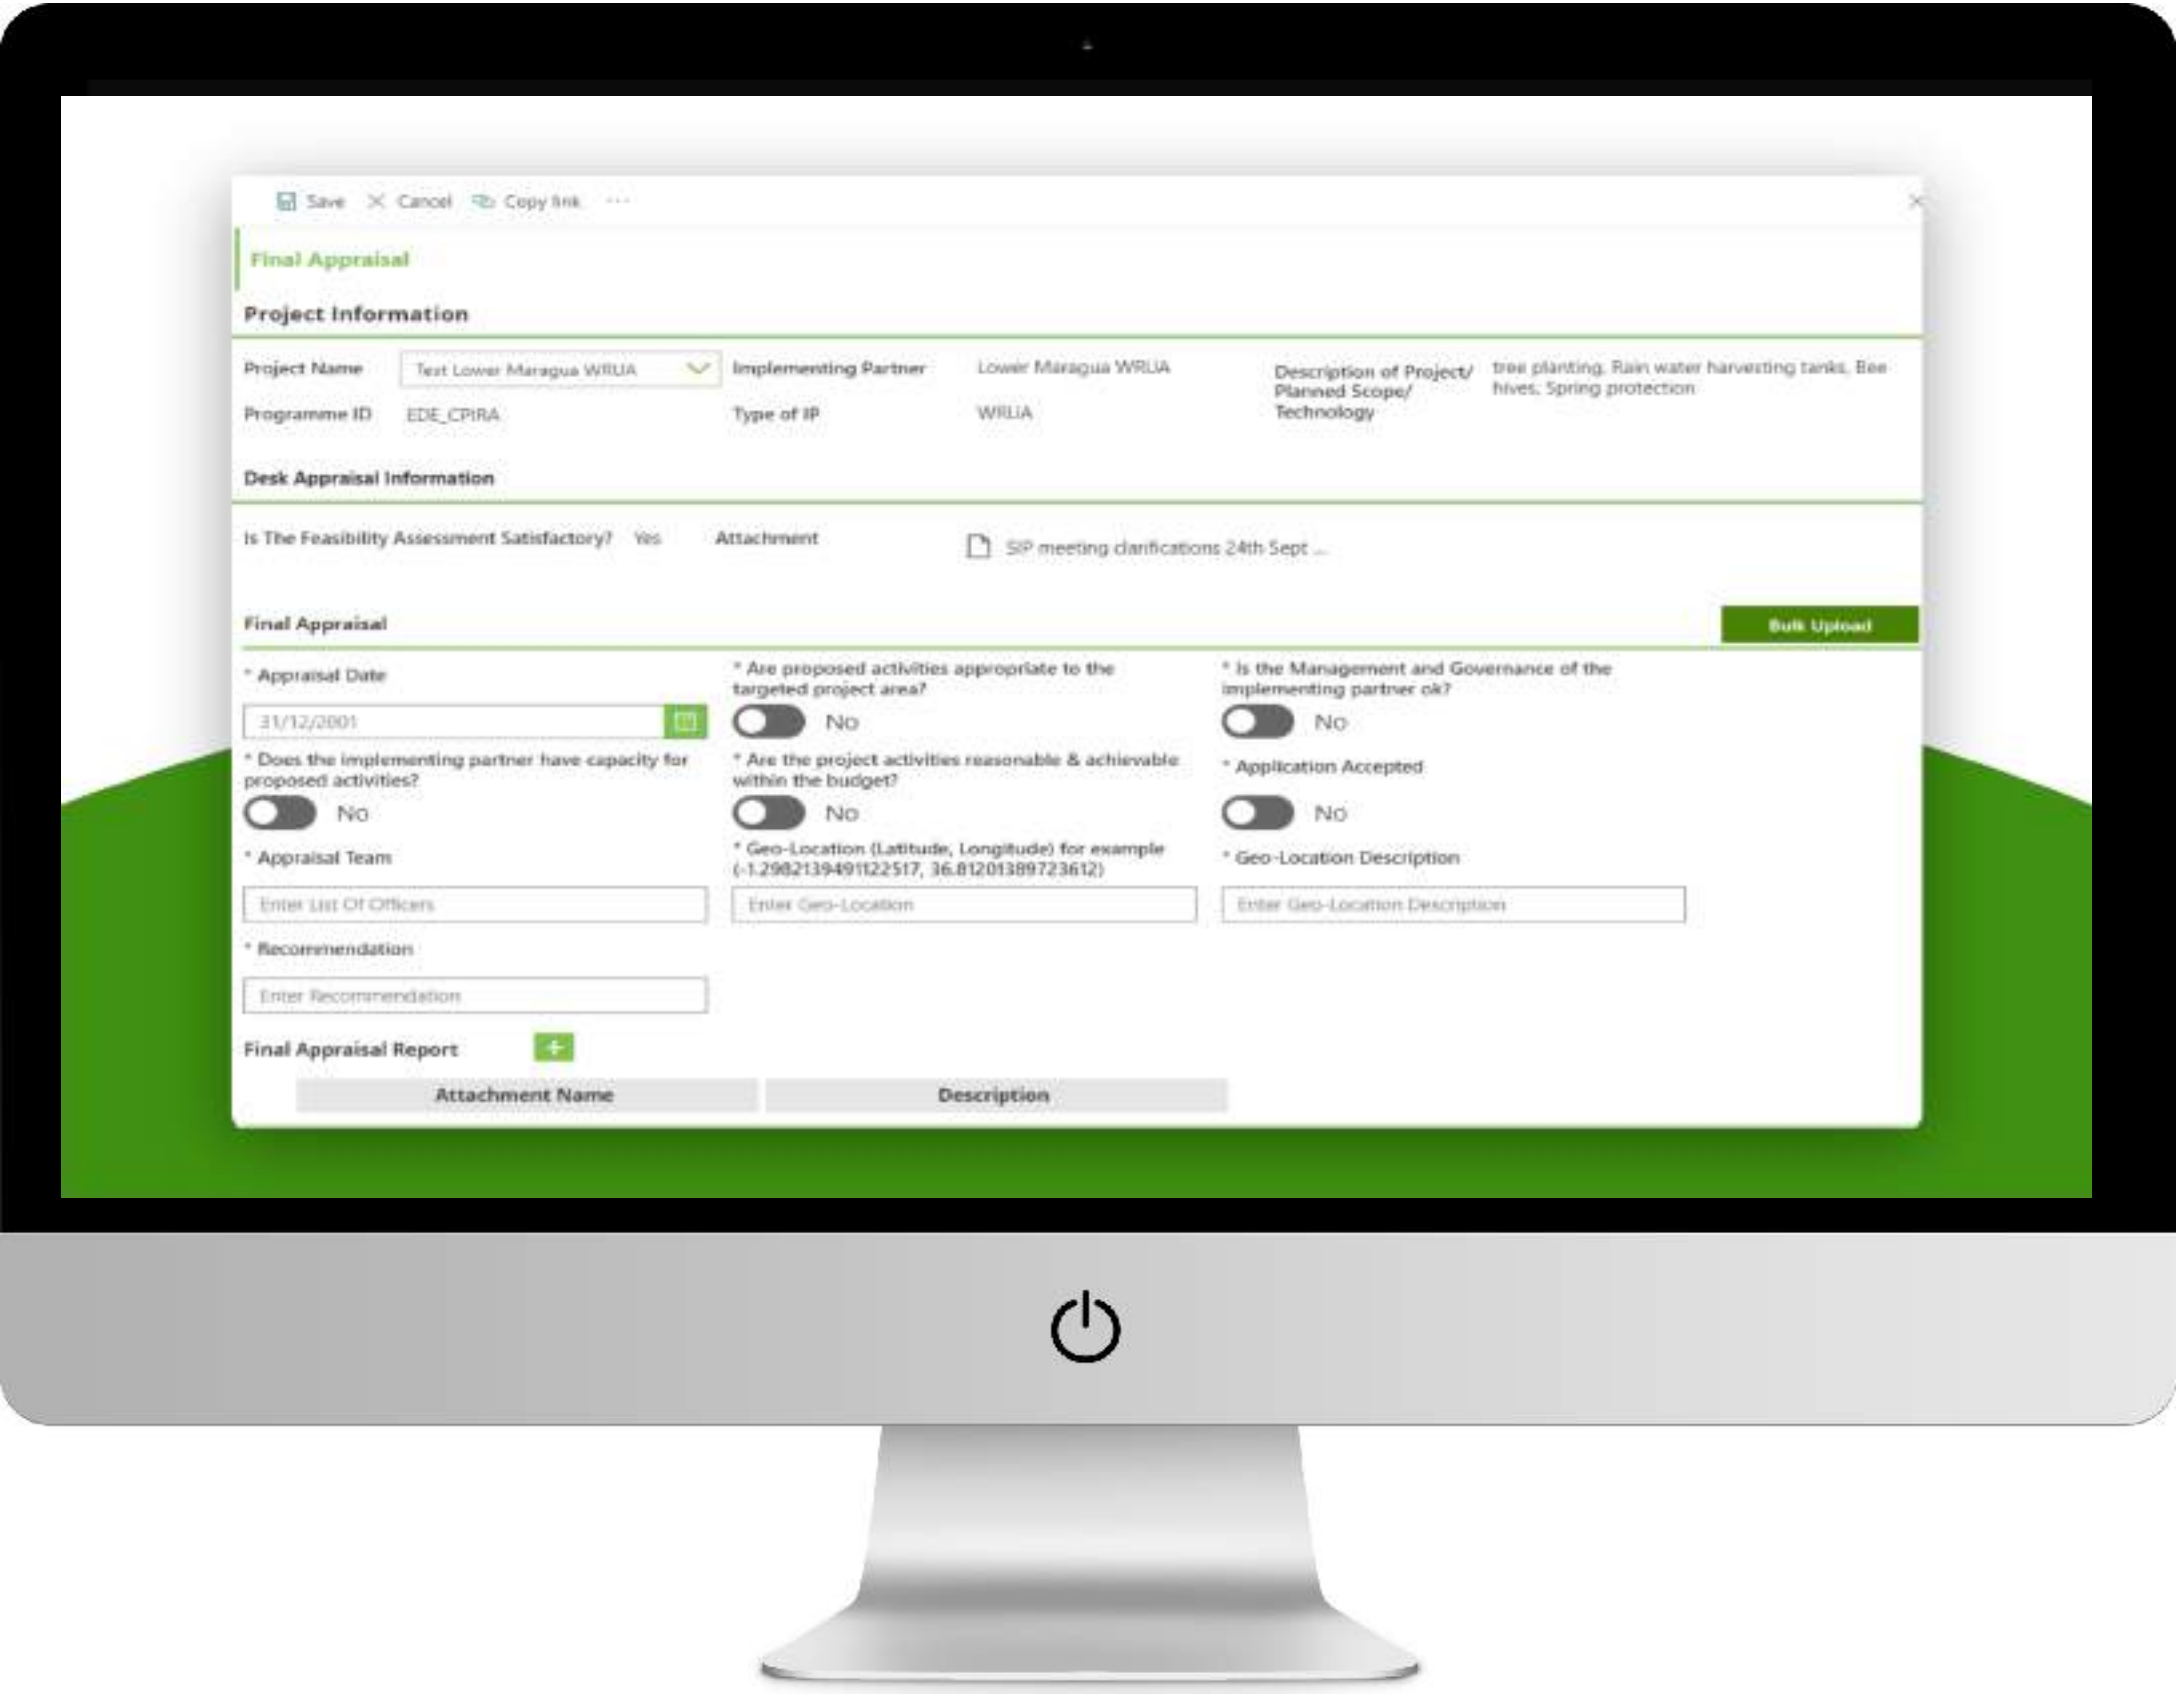 Save Cancel Copy link ...
Final Appraisal
Project Information
Project Name Test Lower Maragua WRUA Implementing Partner Lower Maragua WRUA Description of Project/ tree planting, Rain water harvesting tanks, Bee
Planned Scope/ hives, Spring protection
Programme ID EDE_CPIRA Type of IP WRUA Technology
Desk Appraisal Information
Is The Feasibility Assessment Satisfactory? Yes Attachment SIP meeting clarifications 24th Sept ...
Final Appraisal Bulk Upload
* Appraisal Date
* Are proposed activities appropriate to the
targeted project area?
* Is the Management and Governance of the
implementing partner ok?
31/12/2001 No No
* Does the implementing partner have capacity for
proposed activities?
* Are the project activities reasonable & achievable
within the budget?
* Application Accepted
No No No
* Appraisal Team
* Geo-Location (Latitude, Longitude) for example
(-1.2982139491122517, 36.81201389723612)
* Geo-Location Description
Enter List Of Officers Enter Geo-Location Enter Geo-Location Description
* Recommendation
Enter Recommendation
Final Appraisal Report +
Attachment Name Description